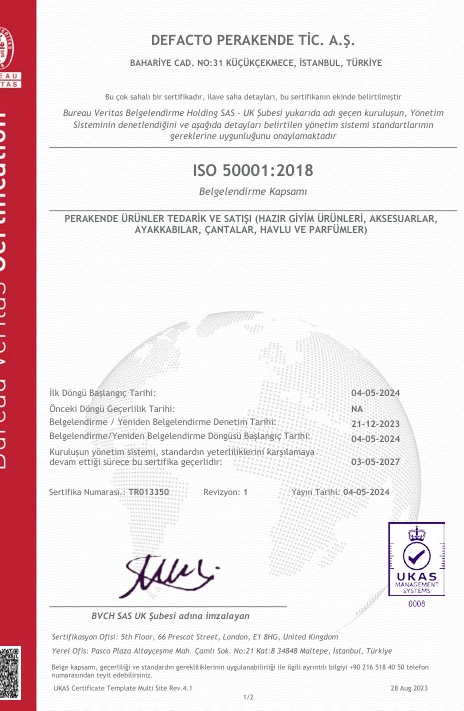 DEFACTO PERAKENDE TİC. A.Ş.
BAHARİYE CAD. NO:31 KÜÇÜKÇEKMECE, İSTANBUL, TÜRKİYE
Bu çok sahalı bir sertifikadır, ilave saha detayları, bu sertifikanın ekinde belirtilmiştir
Bureau Veritas Belgelendirme Holding SAS – UK Şubesi yukarıda adı geçen kuruluşun, Yönetim
Sisteminin denetlendiğini ve aşağıda detayları belirtilen yönetim sistemi standartlarının
gereklerine uygunluğunu onaylamaktadır
ISO 50001:2018
Belgelendirme Kapsamı
PERAKENDE ÜRÜNLER TEDARİK VE SATIŞI (HAZIR GİYİM ÜRÜNLERİ, AKSESUARLAR,
AYAKKABILAR, ÇANTALAR, HAVLU VE PARFÜMLER)
İlk Döngü Başlangıç Tarihi: 04-05-2024
Önceki Döngü Geçerlilik Tarihi: NA
Belgelendirme / Yeniden Belgelendirme Denetim Tarihi: 21-12-2023
Belgelendirme/Yeniden Belgelendirme Döngüsü Başlangıç Tarihi: 04-05-2024
Kuruluşun yönetim sistemi, standardın yeterliliklerini karşılamaya
devam ettiği sürece bu sertifika geçerlidir: 03-05-2027
Sertifika Numarası.: TR013350 Revizyon: 1 Yayın Tarihi: 04-05-2024
UKAS
MANAGEMENT
SYSTEMS
0008
BVCH SAS UK Şubesi adına imzalayan
Sertifikasyon Ofisi: 5th Floor, 66 Prescot Street, London, E1 8HG, United Kingdom
Yerel Ofis: Pasco Plaza Altayçeşme Mah. Çamlı Sok. No:21 Kat:8 34848 Maltepe, İstanbul, Türkiye
Belge kapsam, geçerliliği ve standardın gerekliliklerinin uygulanabilirliği ile ilgili ayrıntılı bilgiyi +90 216 518 40 50 telefon
numarasından teyit edebilirsiniz.
UKAS Certificate Template Multi Site Rev.4.1 28 Aug 2023
1/2
Bureau Veritas Certification